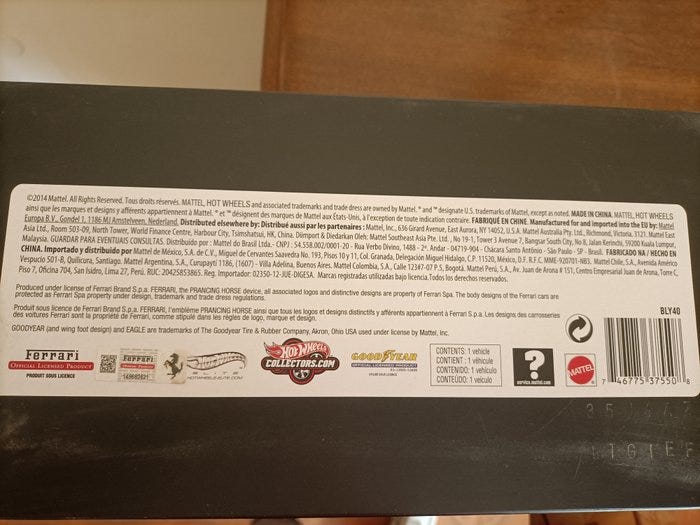 ©2014 Mattel. All Rights Reserved. Tous droits réservés. MATTEL, HOT WHEELS and associated trademarks and trade dress are owned by Mattel. ® and ™ designate U.S. trademarks of Mattel, except as noted. MADE IN CHINA. MATTEL, HOT WHEELS
ainsi que les marques et designs y afférents appartiennent à Mattel. ® et ™ désignent des marques de Mattel aux États-Unis, à l'exception de toute indication contraire. FABRIQUÉ EN CHINE. Manufactured for and imported into the EU by: Mattel
Europa B.V., Gondel 1, 1186 MJ Amstelveen, Nederland. Distributed elsewhere by: Distribué aussi par les partenaires : Mattel, Inc., 636 Girard Avenue, East Aurora, NY 14052, U.S.A. Mattel Australia Pty. Ltd., Richmond, Victoria. 3121. Mattel East
Asia Ltd., Room 503-09, North Tower, World Finance Centre, Harbour City, Tsimshatsui, HK, China. Diimport & Diedarkan Oleh: Mattel Southeast Asia Pte. Ltd., No 19-1, Tower 3 Avenue 7, Bangsar South City, No 8, Jalan Kerinchi, 59200 Kuala Lumpur,
Malaysia. GUARDAR PARA EVENTUAIS CONSULTAS. Distribuido por : Mattel do Brasil Ltda.- CNPJ : 54.558.002/0001-20 - Rua Verbo Divino, 1488 - 2º. Andar - 04719-904 - Chácara Santo Antônio - São Paulo - SP - Brasil. FABRICADO NA / HECHO EN
CHINA. Importado y distribuido por Mattel de México, S.A. de C.V., Miguel de Cervantes Saavedra No. 193, Pisos 10 y 11, Col. Granada, Delegación Miguel Hidalgo, C.P. 11520, México, D.F. R.F.C. MME-920701-NB3. Mattel Chile, S.A., Avenida Américo
Vespucio 501-B, Quilicura, Santiago. Mattel Argentina, S.A., Curupaytí 1186, (1607) - Villa Adelina, Buenos Aires. Mattel Colombia, S.A., Calle 123#7-07 P.5, Bogotá. Mattel Perú, S.A., Av. Juan de Arona # 151, Centro Empresarial Juan de Arona, Torre C,
Piso 7, Oficina 704, San Isidro, Lima 27, Perú. RUC: 20425853865. Reg. Importador: 02350-12-JUE-DIGESA. Marcas registradas utilizadas bajo licencia. Todos los derechos reservados.
Produced under license of Ferrari Brand S.p.a. FERRARI, the PRANCING HORSE device, all associated logos and distinctive designs are property of Ferrari Spa. The body designs of the Ferrari cars are
protected as Ferrari Spa property under design, trademark and trade dress regulations.
Produit sous licence de Ferrari Brand S.p.a. FERRARI, l'emblème PRANCING HORSE ainsi que tous les logos et designs distinctifs y afférents appartiennent à Ferrari S.p.a. Les designs des carrosseries
des voitures Ferrari sont la propriété de Ferrari, comme stipulé dans les règles de logo, marque et design.
GOODYEAR (and wing foot design) and EAGLE are trademarks of The Goodyear Tire & Rubber Company, Akron, Ohio USA used under license by Mattel, Inc.
BLY40
Ferrari
OFFICIAL LICENSED PRODUCT
PRODUIT SOUS LICENCE
Ferrari
ELITE
HOTWHEELSELITE.COM
HOT WHEELS
COLLECTORS.COM
GOODYEAR
OFFICIAL LICENSED PRODUCT
CONTENTS: 1 vehicle
CONTIENT : 1 véhicule
CONTENIDO: 1 vehículo
CONTEÚDO: 1 veículo
?
service.mattel.com
MATTEL
7 46775 37550 8